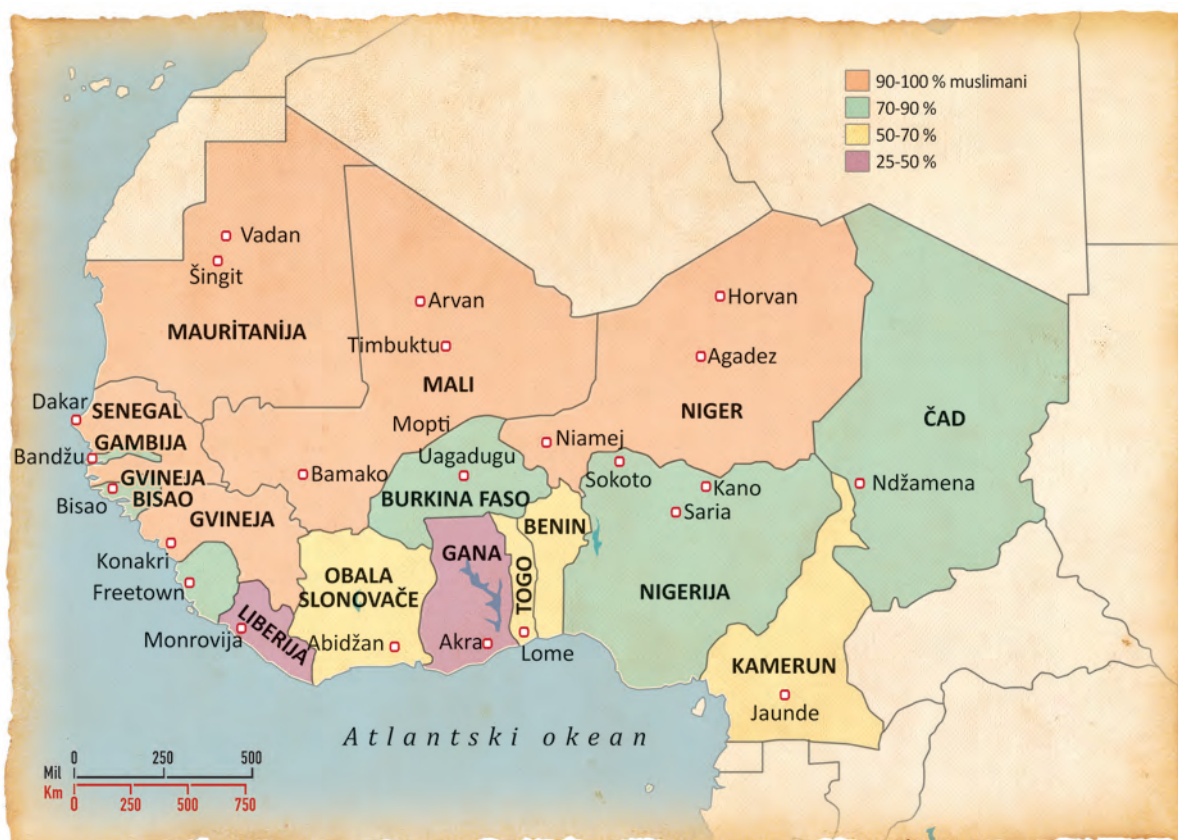 90-100 % muslimani
70-90 %
50-70 %
25-50 %
Vadan
Šingit
Arvan
Horvan
MAURİTANİJA
Timbuktu
Agadez
MALI
NIGER
ČAD
Dakar
SENEGAL
Mopti
GAMBIJA
Niamej
Bandžu
Uagadugu
Sokoto
GVINEJA
BISAO
Bamako
Kano
Ndžamena
Bisao
BURKINA FASO
Saria
GVINEJA
BENIN
GANA
Konakri
OBALA
SLONOVAČE
TOGO
NIGERIJA
Freetown
LIBERIJA
Monrovija
Abidžan
Akra
Lome
KAMERUN
Jaunde
Atlantski okean
Mil 0 250 500
Km 0 250 500 750